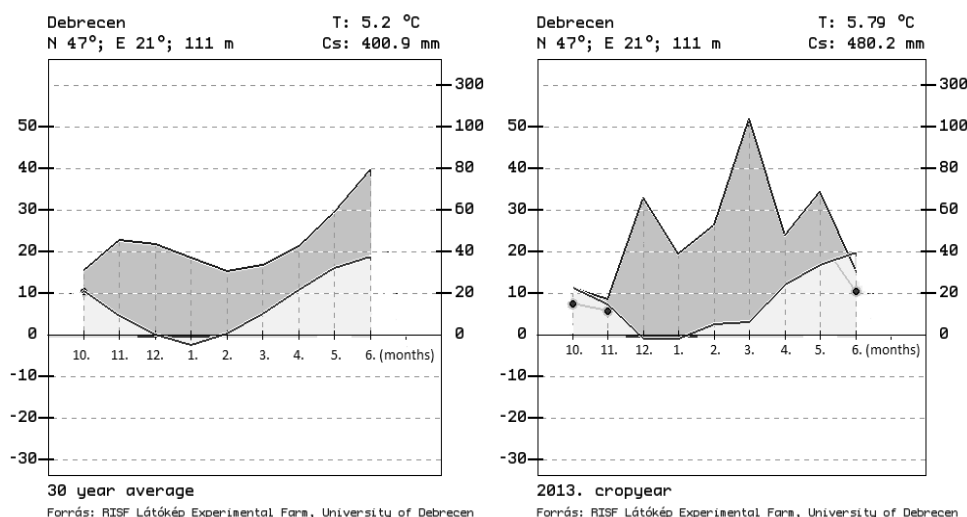 Debrecen T: 5.2 °C
N 47°; E 21°; 111 m Cs: 400.9 mm
300
50 100
40 80
30 60
20 40
10 20
0 0
10. 11. 12. 1. 2. 3. 4. 5. 6. (months)
-10
-20
-30
30 year average
Forrás: RISF Látókép Experimental Farm, University of Debrecen
Debrecen T: 5.79 °C
N 47°; E 21°; 111 m Cs: 480.2 mm
300
50 100
40 80
30 60
20 40
10 20
0 0
10. 11. 12. 1. 2. 3. 4. 5. 6. (months)
-10
-20
-30
2013. cropyear
Forrás: RISF Látókép Experimental Farm, University of Debrecen